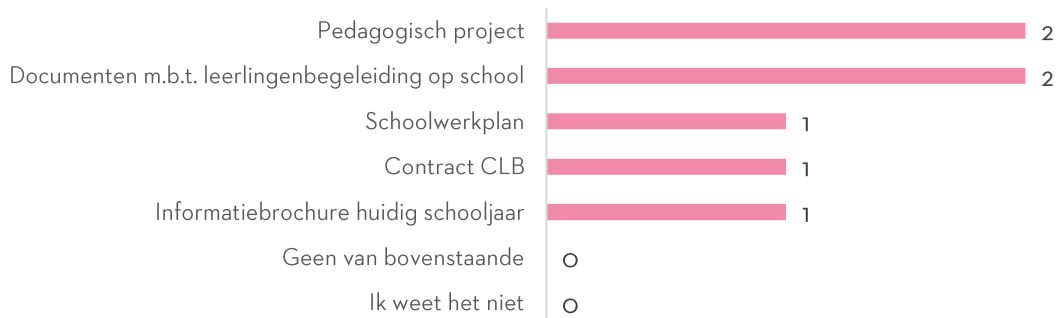 Pedagogisch project 2
Documenten m.b.t. leerlingenbegeleiding op school 2
Schoolwerkplan 1
Contract CLB 1
Informatiebrochure huidig schooljaar 1
Geen van bovenstaande 0
Ik weet het niet 0